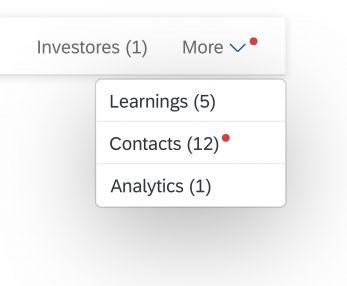 Investores (1) More
Learnings (5)
Contacts (12)
Analytics (1)